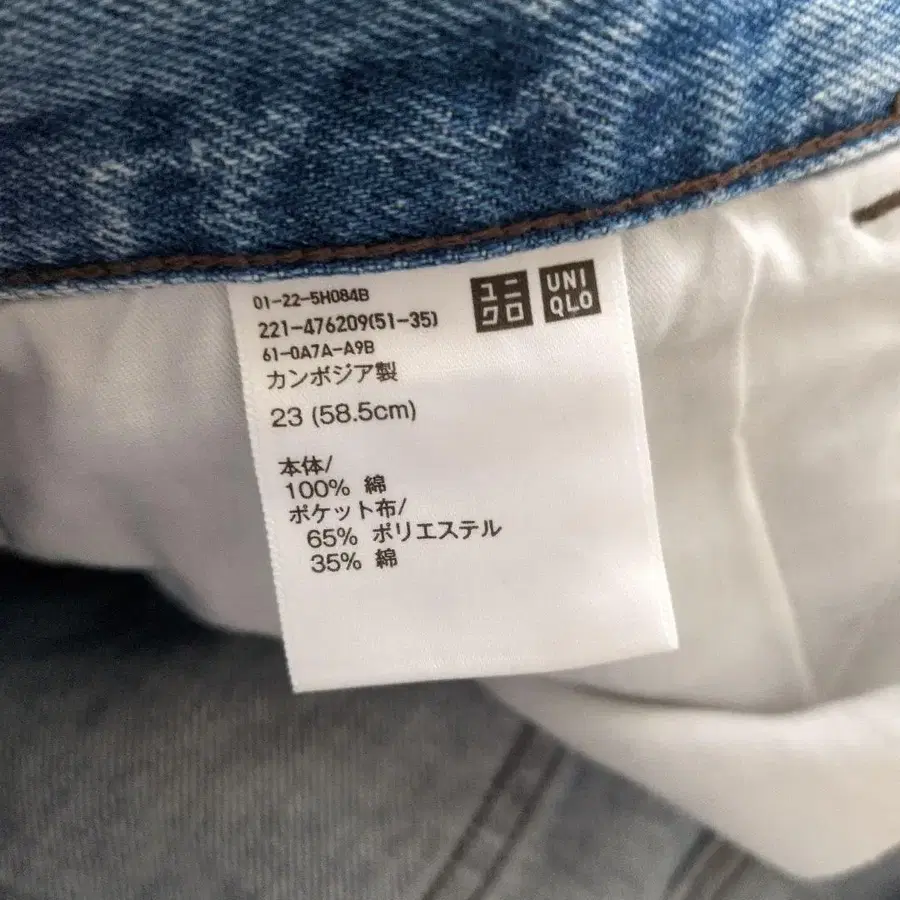 01-22-5H084B
221-476209(51-35)
61-0A7A-A9B
ユニクロ
UNIQLO
カンボジア製
23 (58.5cm)
本体/
100% 綿
ポケット布/
65% ポリエステル
35% 綿